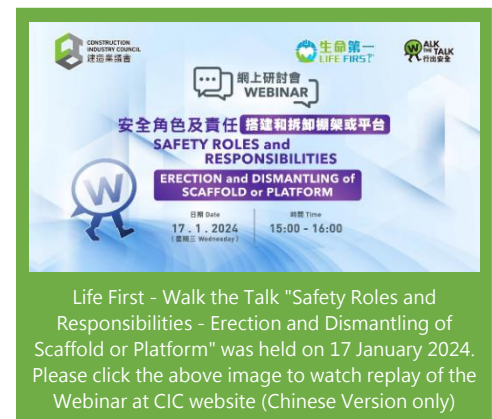 CONSTRUCTION
INDUSTRY COUNCIL
建造業議會
生命第一
LIFE FIRST
WALK
THE TALK
行出安全
網上研討會
WEBINAR
安全角色及責任 搭建和拆卸棚架或平台
SAFETY ROLES and
RESPONSIBILITIES
ERECTION and DISMANTLING of
SCAFFOLD or PLATFORM
W
日期 Date
17 . 1 . 2024
(星期三 Wednesday)
時間 Time
15:00 - 16:00
Life First - Walk the Talk "Safety Roles and
Responsibilities - Erection and Dismantling of
Scaffold or Platform" was held on 17 January 2024.
Please click the above image to watch replay of the
Webinar at CIC website (Chinese Version only)